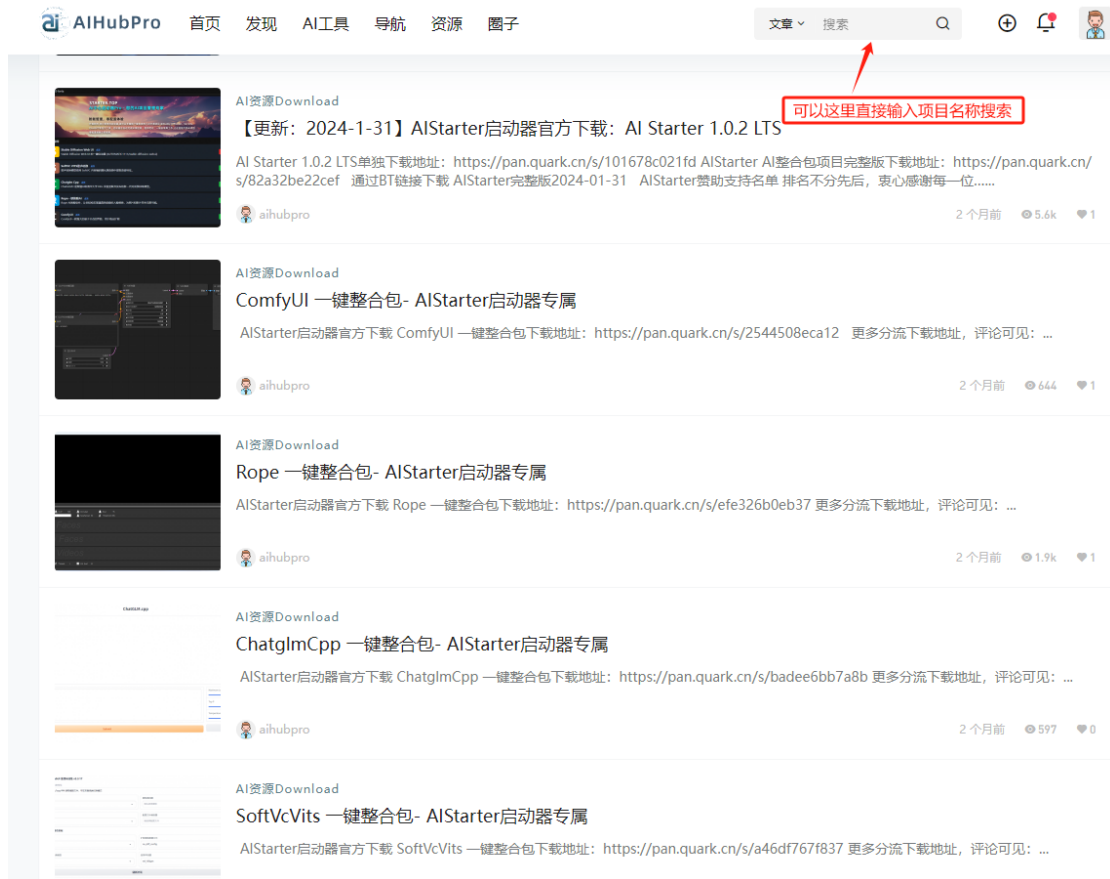 AIHubPro 首页 发现 AI工具 导航 资源 圈子 文章 搜索
可以这里直接输入项目名称搜索
AI资源Download
【更新：2024-1-31】AIStarter启动器官方下载：AI Starter 1.0.2 LTS
AI Starter 1.0.2 LTS单独下载地址：https://pan.quark.cn/s/101678c021fd AIStarter AI整合包项目完整版下载地址：https://pan.quark.cn/
s/82a32be22cef 通过BT链接下载 AIStarter完整版2024-01-31 AIStarter赞助支持名单 排名不分先后，衷心感谢每一位……
aihubpro 2 个月前 5.6k 1
AI资源Download
ComfyUI 一键整合包- AIStarter启动器专属
AIStarter启动器官方下载 ComfyUI 一键整合包下载地址：https://pan.quark.cn/s/2544508eca12 更多分流下载地址，评论可见：...
aihubpro 2 个月前 644 1
AI资源Download
Rope 一键整合包- AIStarter启动器专属
AIStarter启动器官方下载 Rope 一键整合包下载地址：https://pan.quark.cn/s/efe326b0eb37 更多分流下载地址，评论可见：...
aihubpro 2 个月前 1.9k 1
AI资源Download
ChatglmCpp 一键整合包- AIStarter启动器专属
AIStarter启动器官方下载 ChatglmCpp 一键整合包下载地址：https://pan.quark.cn/s/badee6bb7a8b 更多分流下载地址，评论可见：...
aihubpro 2 个月前 597 0
AI资源Download
SoftVcVits 一键整合包- AIStarter启动器专属
AIStarter启动器官方下载 SoftVcVits 一键整合包下载地址：https://pan.quark.cn/s/a46df767f837 更多分流下载地址，评论可见：...